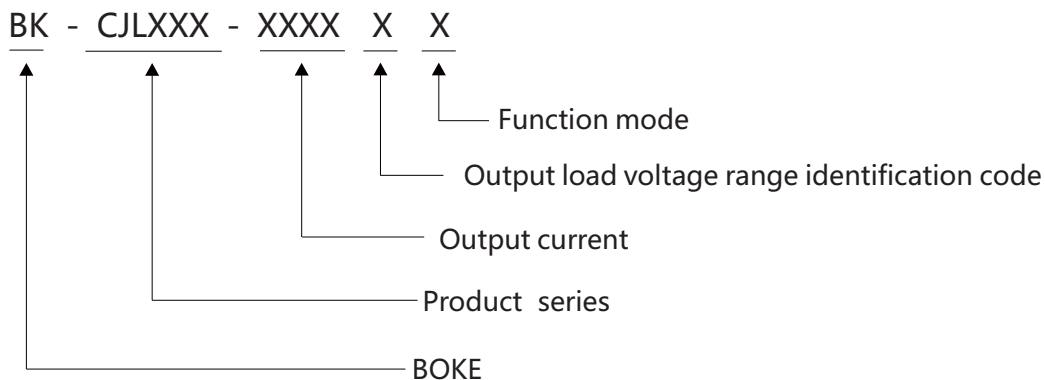 BK - CJLXXX - XXXX X X
Function mode
Output load voltage range identification code
Output current
Product series
BOKE